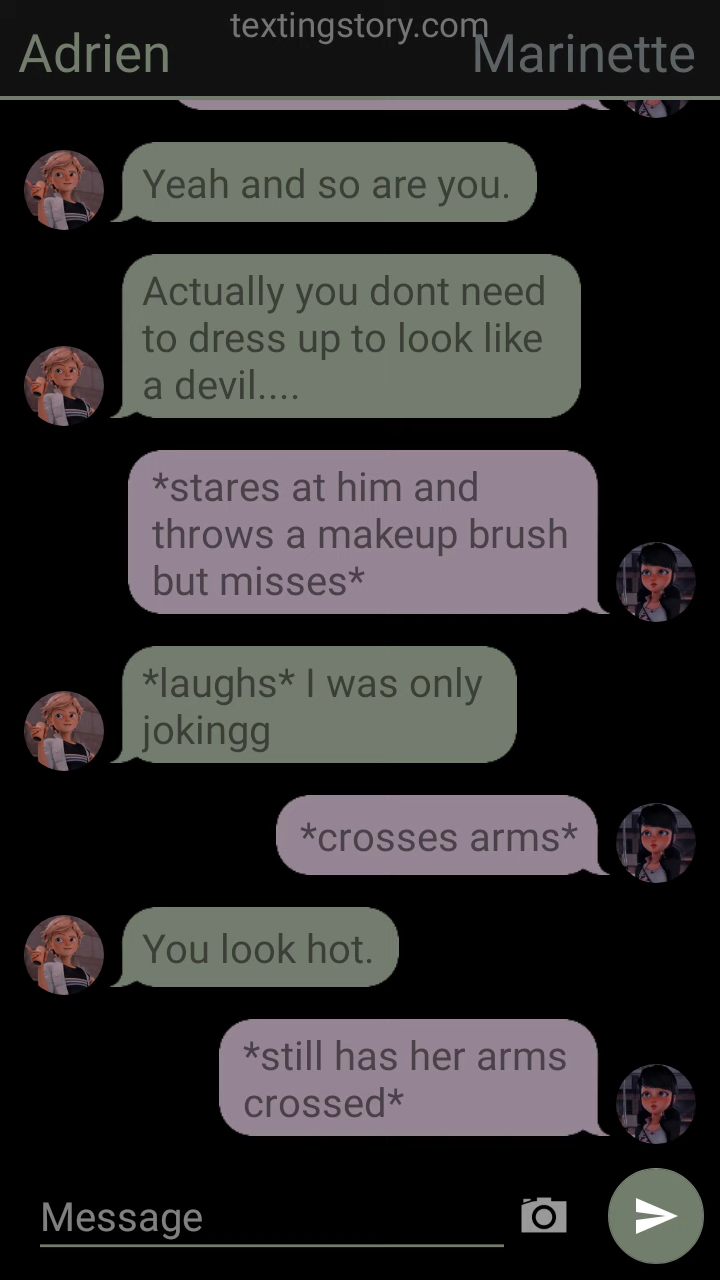 textingstory.com
Adrien
Marinette
Yeah and so are you.
Actually you dont need
to dress up to look like
a devil....
*stares at him and
throws a makeup brush
but misses*
*laughs* I was only
jokingg
*crosses arms*
You look hot.
*still has her arms
crossed*
Message